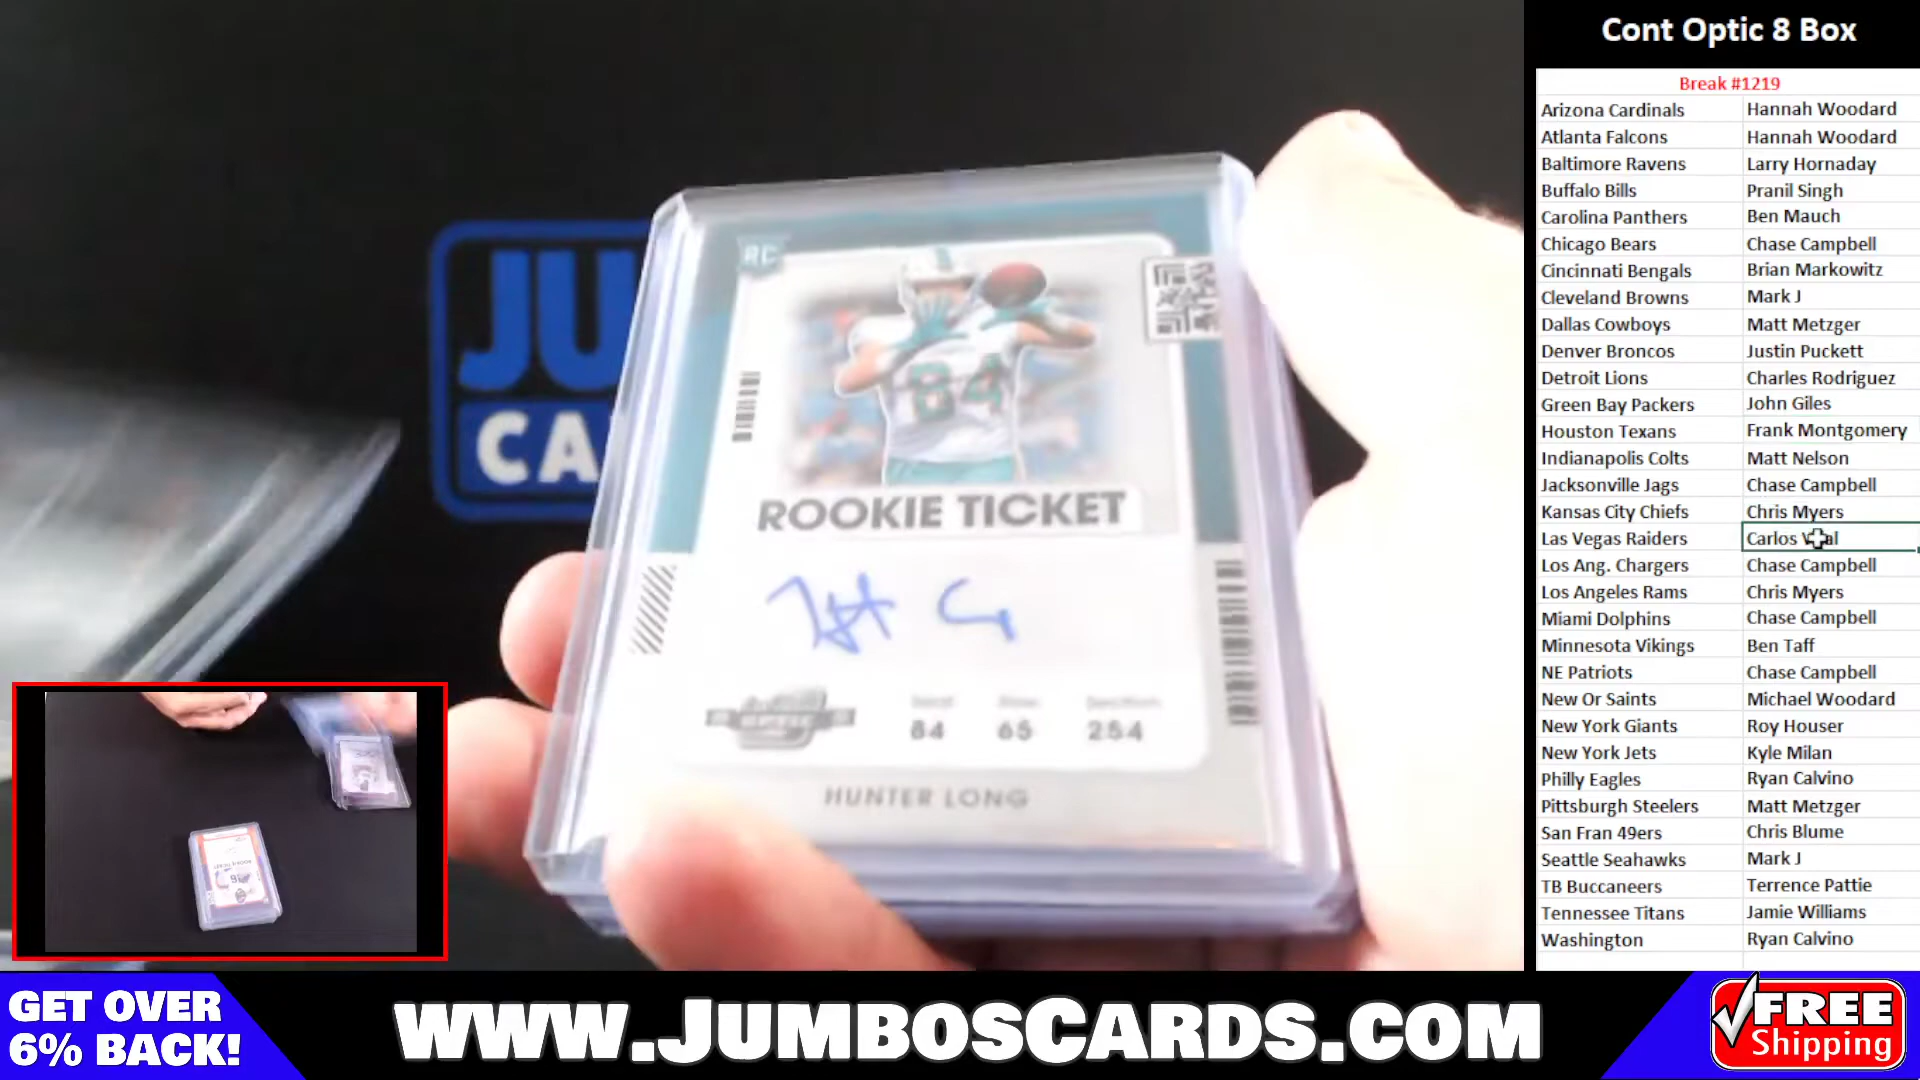 Cont Optic 8 Box
Break #1219
Arizona Cardinals Hannah Woodard
Atlanta Falcons Hannah Woodard
Baltimore Ravens Larry Hornaday
Buffalo Bills Pranil Singh
Carolina Panthers Ben Mauch
Chicago Bears Chase Campbell
Cincinnati Bengals Brian Markowitz
Cleveland Browns Mark J
Dallas Cowboys Matt Metzger
Denver Broncos Justin Puckett
Detroit Lions Charles Rodriguez
Green Bay Packers John Giles
Houston Texans Frank Montgomery
Indianapolis Colts Matt Nelson
Jacksonville Jags Chase Campbell
Kansas City Chiefs Chris Myers
Las Vegas Raiders Carlos
Los Ang. Chargers Chase Campbell
Los Angeles Rams Chris Myers
Miami Dolphins Chase Campbell
Minnesota Vikings Ben Taff
NE Patriots Chase Campbell
New Or Saints Michael Woodard
New York Giants Roy Houser
New York Jets Kyle Milan
Philly Eagles Ryan Calvino
Pittsburgh Steelers Matt Metzger
San Fran 49ers Chris Blume
Seattle Seahawks Mark J
TB Buccaneers Terrence Pattie
Tennessee Titans Jamie Williams
Washington Ryan Calvino
JU
CA
RC
84
ROOKIE TICKET
84 65 254
HUNTER LONG
GET OVER
6% BACK!
WWW.JUMBOSCARDS.COM
FREE
Shipping